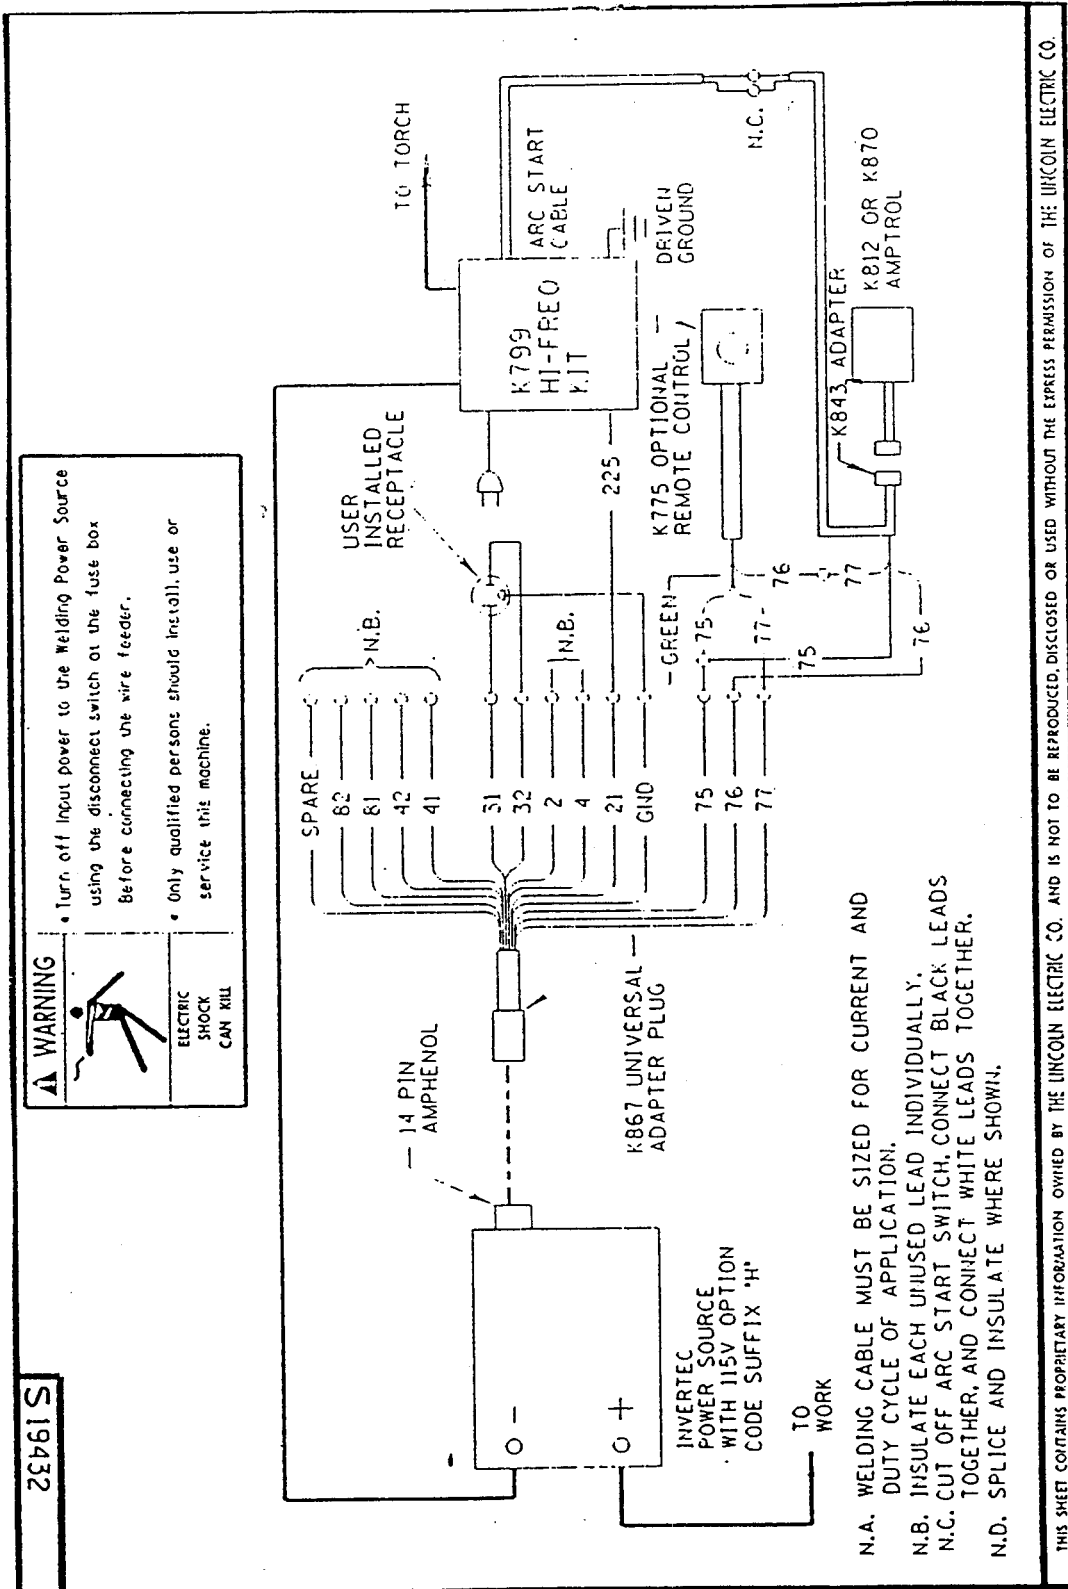 S19432
WARNING
ELECTRIC
SHOCK
CAN KILL
• Turn off input power to the Welding Power Source
using the disconnect switch at the fuse box
Before connecting the wire feeder.
• Only qualified persons should install, use or
service this machine.
TO TORCH
ARC START
CABLE
K799
HI-FREQ
KIT
DRIVEN
GROUND
N.C.
USER
INSTALLED
RECEPTACLE
225
K775 OPTIONAL
REMOTE CONTROL
K843 ADAPTER
K812 OR K870
AMPTROL
N.B.
N.B.
GREEN
75
76
77
77
75
76
SPARE
82
81
42
41
31
32
2
4
21
GND
75
76
77
14 PIN
AMPHENOL
K867 UNIVERSAL
ADAPTER PLUG
INVERTEC
POWER SOURCE
WITH 115V OPTION
CODE SUFFIX "H"
−
+
TO
WORK
N.A. WELDING CABLE MUST BE SIZED FOR CURRENT AND
DUTY CYCLE OF APPLICATION.
N.B. INSULATE EACH UNUSED LEAD INDIVIDUALLY.
N.C. CUT OFF ARC START SWITCH. CONNECT BLACK LEADS
TOGETHER, AND CONNECT WHITE LEADS TOGETHER.
N.D. SPLICE AND INSULATE WHERE SHOWN.
THIS SHEET CONTAINS PROPRIETARY INFORMATION OWNED BY THE LINCOLN ELECTRIC CO. AND IS NOT TO BE REPRODUCED, DISCLOSED OR USED WITHOUT THE EXPRESS PERMISSION OF THE LINCOLN ELECTRIC CO.